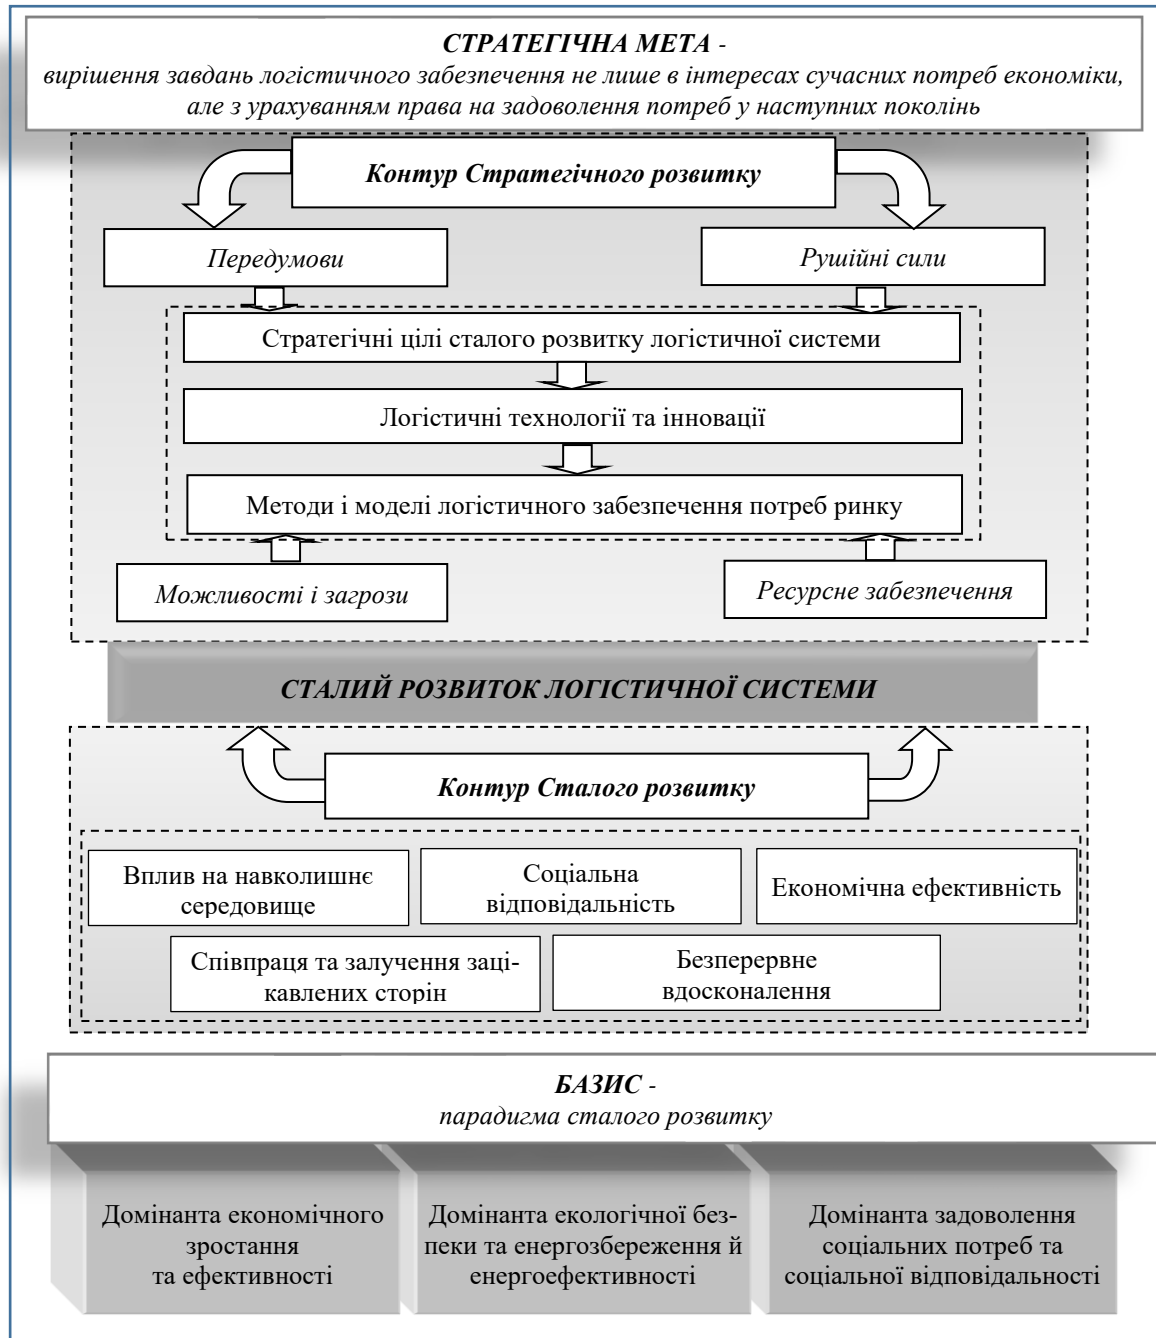 СТРАТЕГІЧНА МЕТА -
вирішення завдань логістичного забезпечення не лише в інтересах сучасних потреб економіки,
але з урахуванням права на задоволення потреб у наступних поколінь
Контур Стратегічного розвитку
Передумови
Рушійні сили
Стратегічні цілі сталого розвитку логістичної системи
Логістичні технології та інновації
Методи і моделі логістичного забезпечення потреб ринку
Можливості і загрози
Ресурсне забезпечення
СТАЛИЙ РОЗВИТОК ЛОГІСТИЧНОЇ СИСТЕМИ
Контур Сталого розвитку
Вплив на навколишнє
середовище
Соціальна
відповідальність
Економічна ефективність
Співпраця та залучення заці-
кавлених сторін
Безперервне
вдосконалення
БАЗИС -
парадигма сталого розвитку
Домінанта економічного
зростання
та ефективності
Домінанта екологічної без-
пеки та енергозбереження й
енергоефективності
Домінанта задоволення
соціальних потреб та
соціальної відповідальності